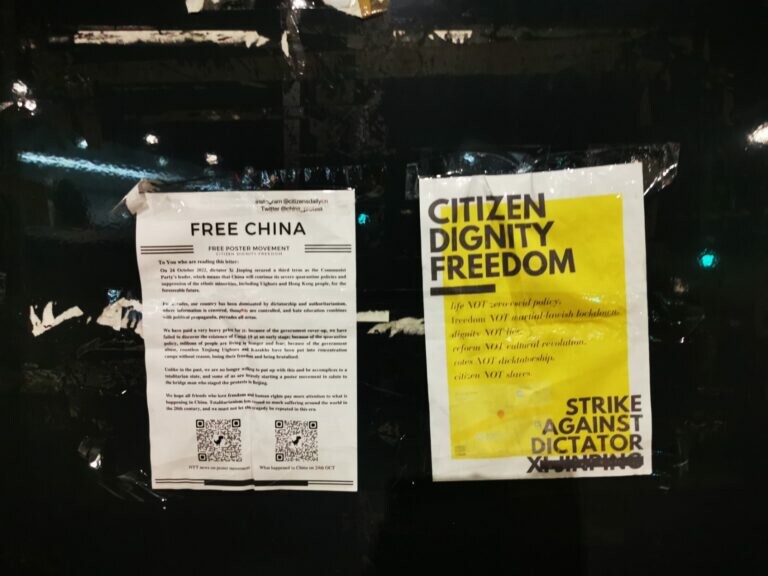 Instagram @citizensdailycn
Twitter @china_protest
FREE CHINA
FREE POSTER MOVEMENT
CITIZEN DIGNITY FREEDOM
To You who are reading this letter:
On 24 October 2022, dictator Xi Jinping secured a third term as the Communist
Party's leader, which means that China will continue its severe quarantine policies and
suppression of the ethnic minorities, including Uighurs and Hong Kong people, for the
foreseeable future.
For decades, our country has been dominated by dictatorship and authoritarianism,
where information is censored, thoughts are controlled, and hate education combines
with political propaganda, pervades all areas.
We have paid a very heavy price for it: because of the government cover-up, we have
failed to discover the existence of Covid-19 at an early stage; because of the quarantine
policy, millions of people are living in hunger and fear; because of the government
abuse, countless Xinjiang Uighurs and Kazakhs have been put into concentration
camps without reason, losing their freedom and being brutalised.
Unlike in the past, we are no longer willing to put up with this and be accomplices to a
totalitarian state, and some of us are bravely starting a poster movement in salute to
the bridge man who staged the protests in Beijing.
We hope all friends who love freedom and human rights pay more attention to what is
happening in China. Totalitarianism has caused so much suffering around the world in
the 20th century, and we must not let this tragedy be repeated in this era.
NYT news on poster movement
What happened in China on 24th OCT
CITIZEN
DIGNITY
FREEDOM
life NOT zero-covid policy.
freedom NOT martial-lawish lockdown.
dignity NOT lies.
reform NOT cultural revolution.
votes NOT dicktatorship.
citizen NOT slaves.
STRIKE
AGAINST
DICTATOR
XI JINPING